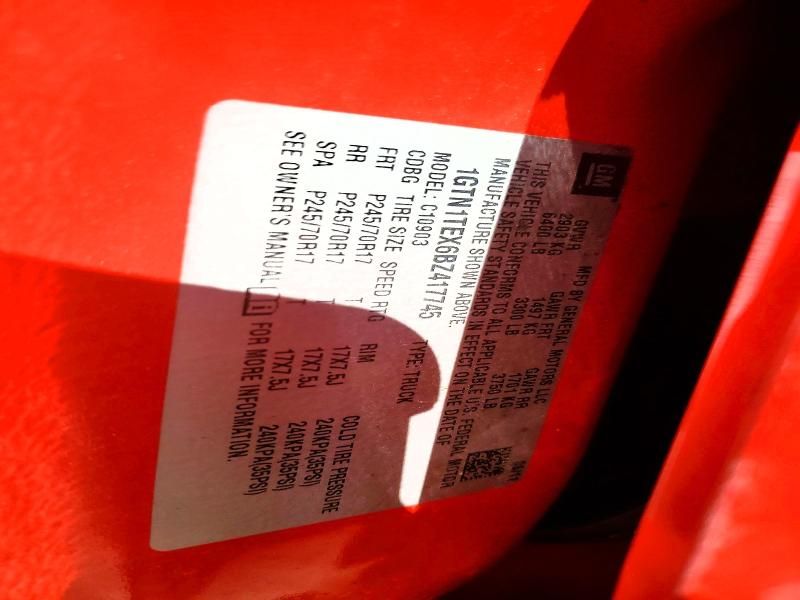 GM
MFD BY GENERAL MOTORS LLC
GVWR GAWR FRT GAWR RR
2903 KG 1497 KG 1701 KG
6400 LB 3300 LB 3750 LB
THIS VEHICLE CONFORMS TO ALL APPLICABLE U.S. FEDERAL MOTOR
VEHICLE SAFETY STANDARDS IN EFFECT ON THE DATE OF
MANUFACTURE SHOWN ABOVE.
1GTN1TEX6BZ417745 TYPE: TRUCK
MODEL: C10903
CDBG TIRE SIZE SPEED RTG RIM COLD TIRE PRESSURE
FRT P245/70R17 T 17X7.5J 240KPA(35PSI)
RR P245/70R17 T 17X7.5J 240KPA(35PSI)
SPA P245/70R17 T 17X7.5J 240KPA(35PSI)
SEE OWNER'S MANUAL FOR MORE INFORMATION.